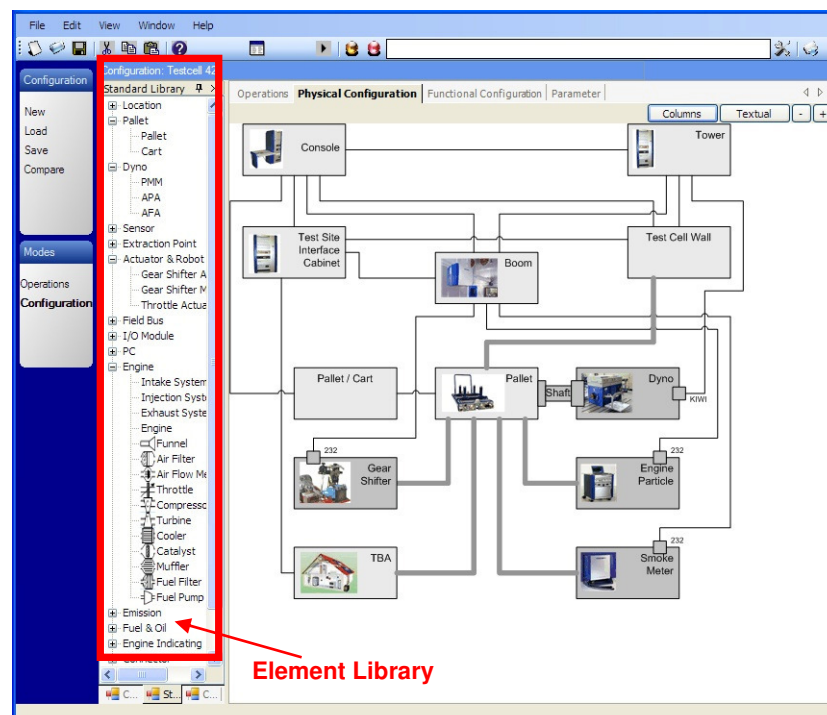 File Edit View Window Help
Configuration: Testcell 42
Configuration
New
Load
Save
Compare
Modes
Operations
Configuration
Standard Library
Location
Pallet
Pallet
Cart
Dyno
PMM
APA
AFA
Sensor
Extraction Point
Actuator & Robot
Gear Shifter A
Gear Shifter M
Throttle Actua
Field Bus
I/O Module
PC
Engine
Intake System
Injection Syst
Exhaust Syste
Engine
Funnel
Air Filter
Air Flow Me
Throttle
Compresso
Turbine
Cooler
Catalyst
Muffler
Fuel Filter
Fuel Pump
Emission
Fuel & Oil
Engine Indicating
Connector
C... St... C...
Operations Physical Configuration Functional Configuration Parameter
Columns Textual - +
Console
Tower
Test Site
Interface
Cabinet
Boom
Test Cell Wall
Pallet / Cart
Pallet
Shaft
Dyno
KIWI
232
Gear
Shifter
232
Engine
Particle
TBA
232
Smoke
Meter
Element Library